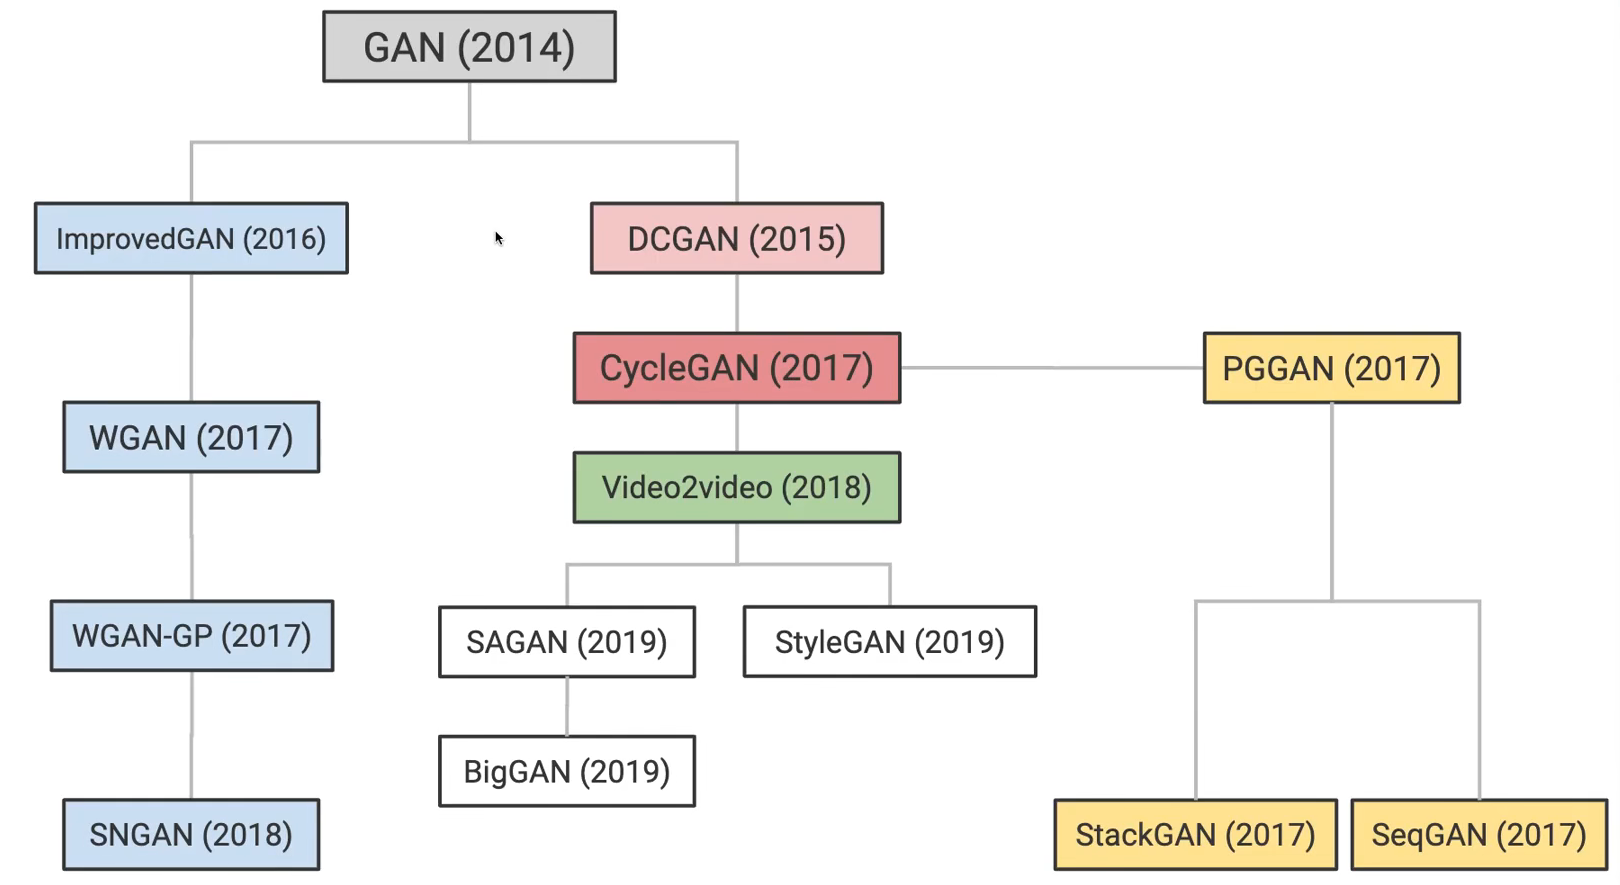 GAN (2014)
ImprovedGAN (2016)
DCGAN (2015)
CycleGAN (2017)
PGGAN (2017)
WGAN (2017)
Video2video (2018)
WGAN-GP (2017)
SAGAN (2019)
StyleGAN (2019)
BigGAN (2019)
SNGAN (2018)
StackGAN (2017)
SeqGAN (2017)